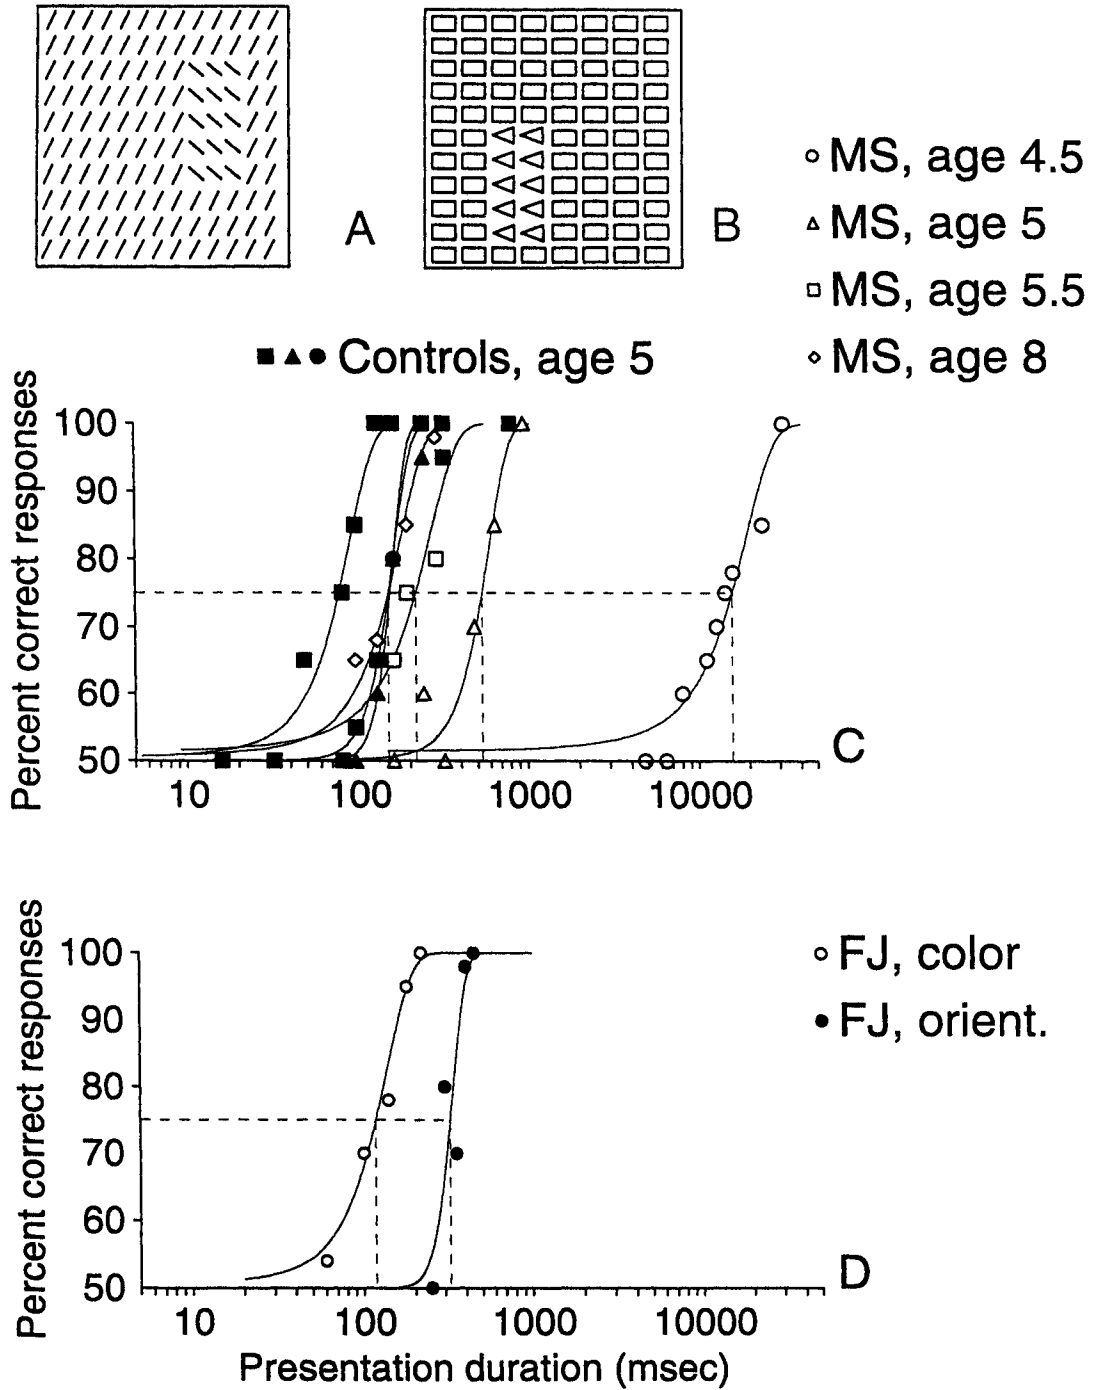 A
B
MS, age 4.5
MS, age 5
MS, age 5.5
MS, age 8
Controls, age 5
Percent correct responses
100
90
80
70
60
50
10 100 1000 10000
C
Percent correct responses
100
90
80
70
60
50
10 100 1000 10000
FJ, color
FJ, orient.
D
Presentation duration (msec)